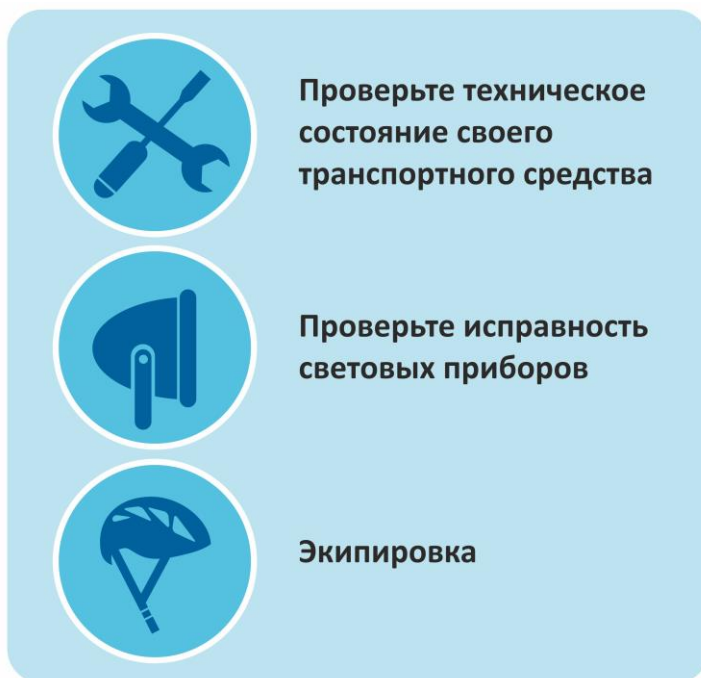 Проверьте техническое
состояние своего
транспортного средства
Проверьте исправность
световых приборов
Экипировка